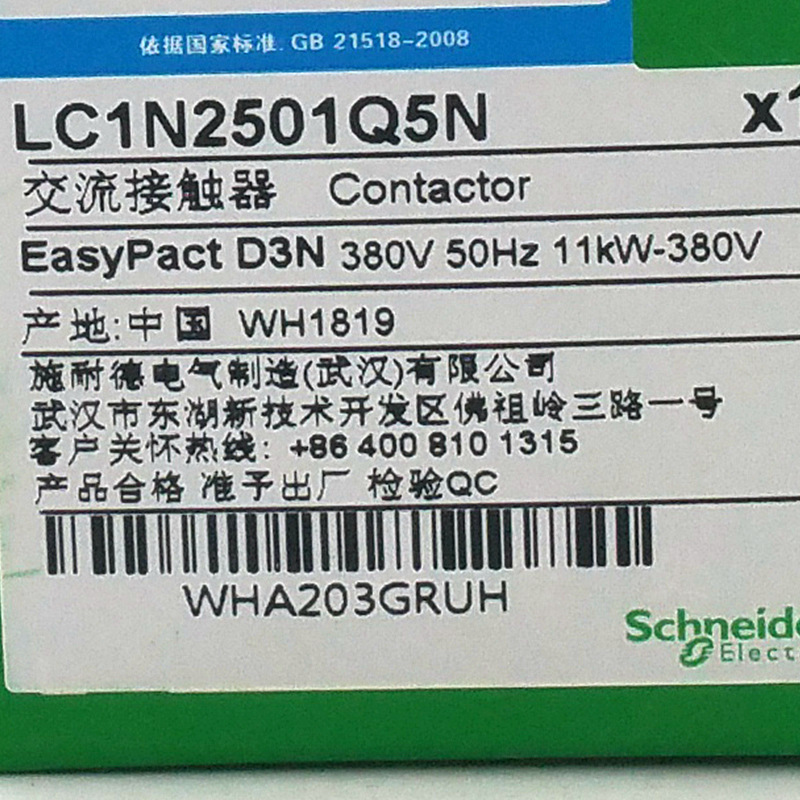 依据国家标准. GB 21518-2008
LC1N2501Q5N x1
交流接触器 Contactor
EasyPact D3N 380V 50Hz 11kW-380V
产地:中国 WH1819
施耐德电气制造(武汉)有限公司
武汉市东湖新技术开发区佛祖岭三路一号
客户关怀热线: +86 400 810 1315
产品合格 准予出厂 检验QC
WHA203GRUH
Schneide
Elect